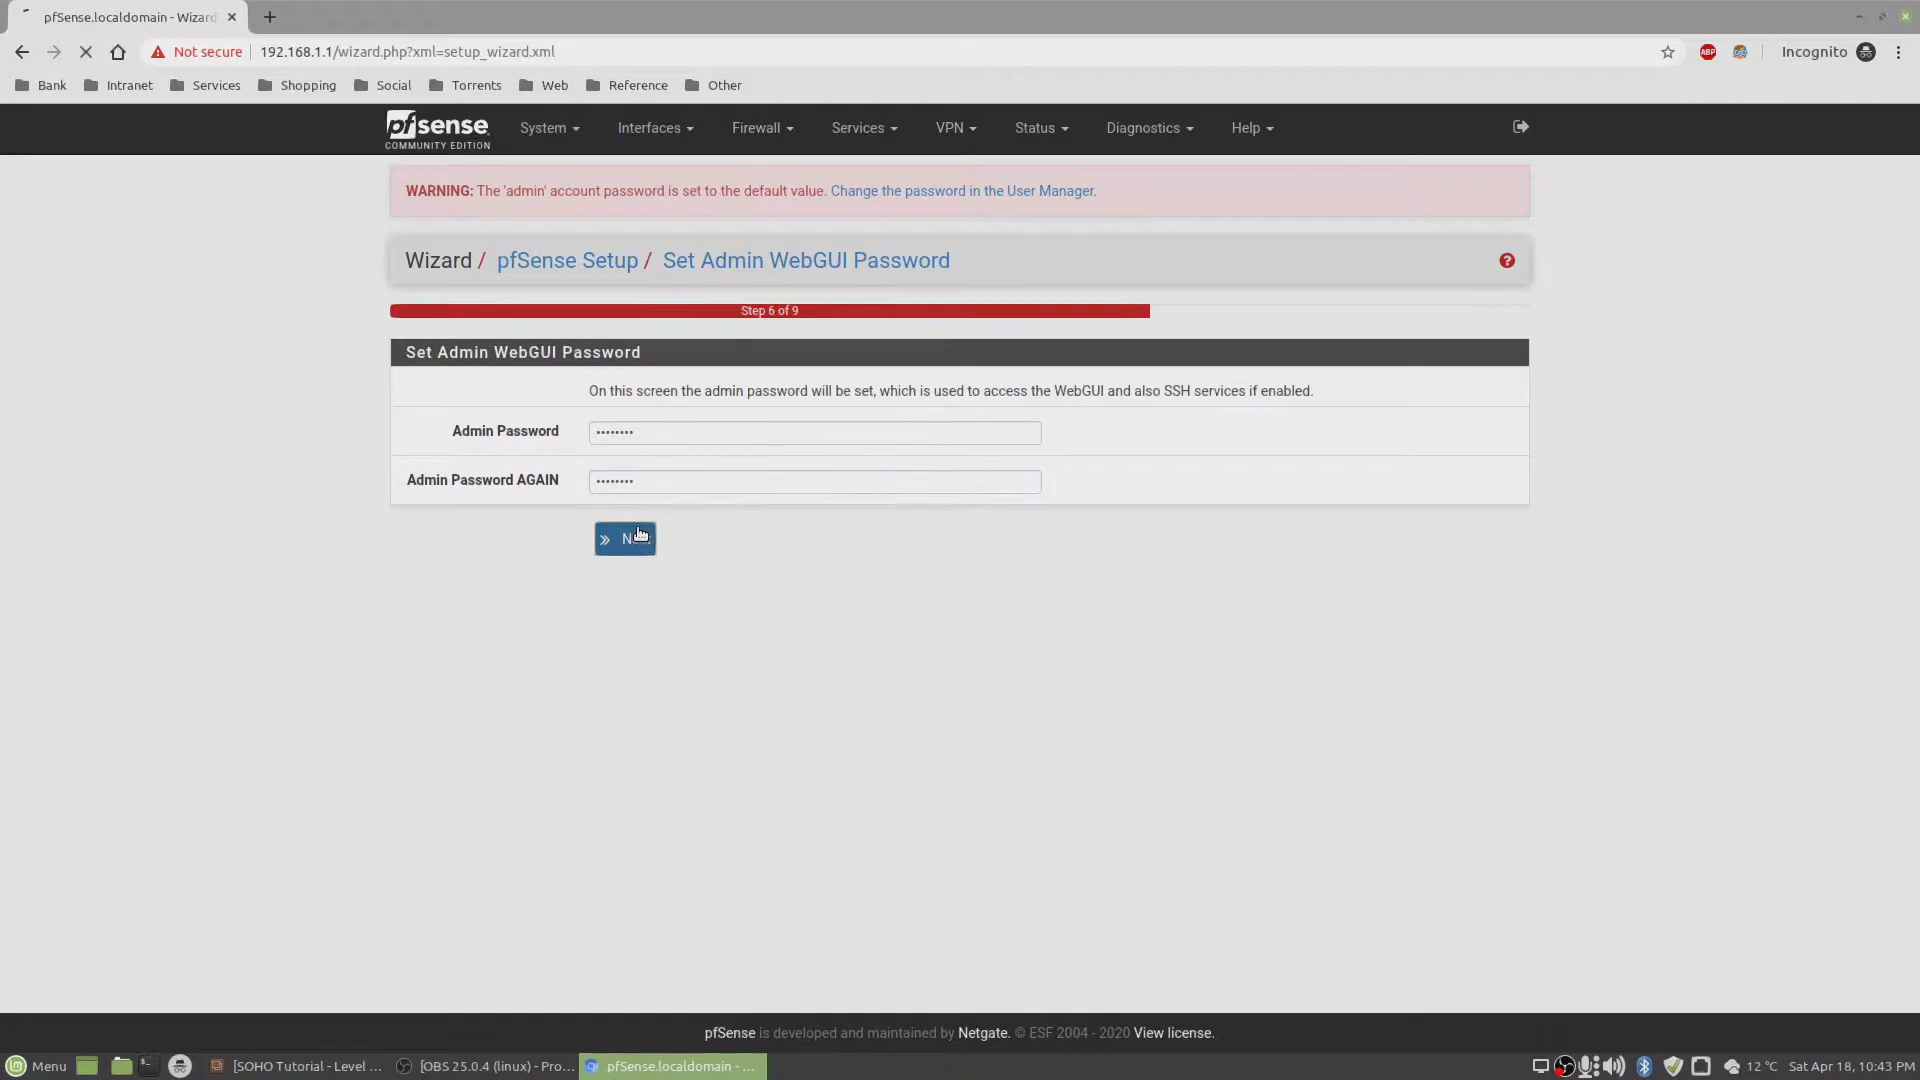 pfSense.localdomain - Wizard
Not secure 192.168.1.1/wizard.php?xml=setup_wizard.xml ABP Incognito
Bank Intranet Services Shopping Social Torrents Web Reference Other
pfsense System Interfaces Firewall Services VPN Status Diagnostics Help
COMMUNITY EDITION
WARNING: The 'admin' account password is set to the default value. Change the password in the User Manager.
Wizard / pfSense Setup / Set Admin WebGUI Password
Step 6 of 9
Set Admin WebGUI Password
On this screen the admin password will be set, which is used to access the WebGUI and also SSH services if enabled.
Admin Password ••••••••
Admin Password AGAIN ••••••••
pfSense is developed and maintained by Netgate. © ESF 2004 - 2020 View license.
Menu [SOHO Tutorial - Level ... [OBS 25.0.4 (linux) - Pro... pfSense.localdomain - ... 12 °C Sat Apr 18, 10:43 PM